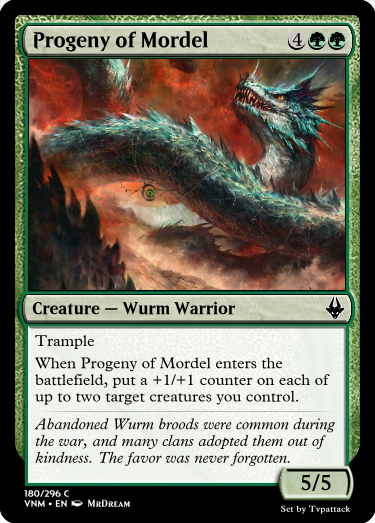 Progeny of Mordel 4
Creature — Wurm Warrior
Trample
When Progeny of Mordel enters the
battlefield, put a +1/+1 counter on each of
up to two target creatures you control.
Abandoned Wurm broods were common during
the war, and many clans adopted them out of
kindness. The favor was never forgotten.
5/5
180/296 C
VNM • EN MrDream
Set by Tvpattack